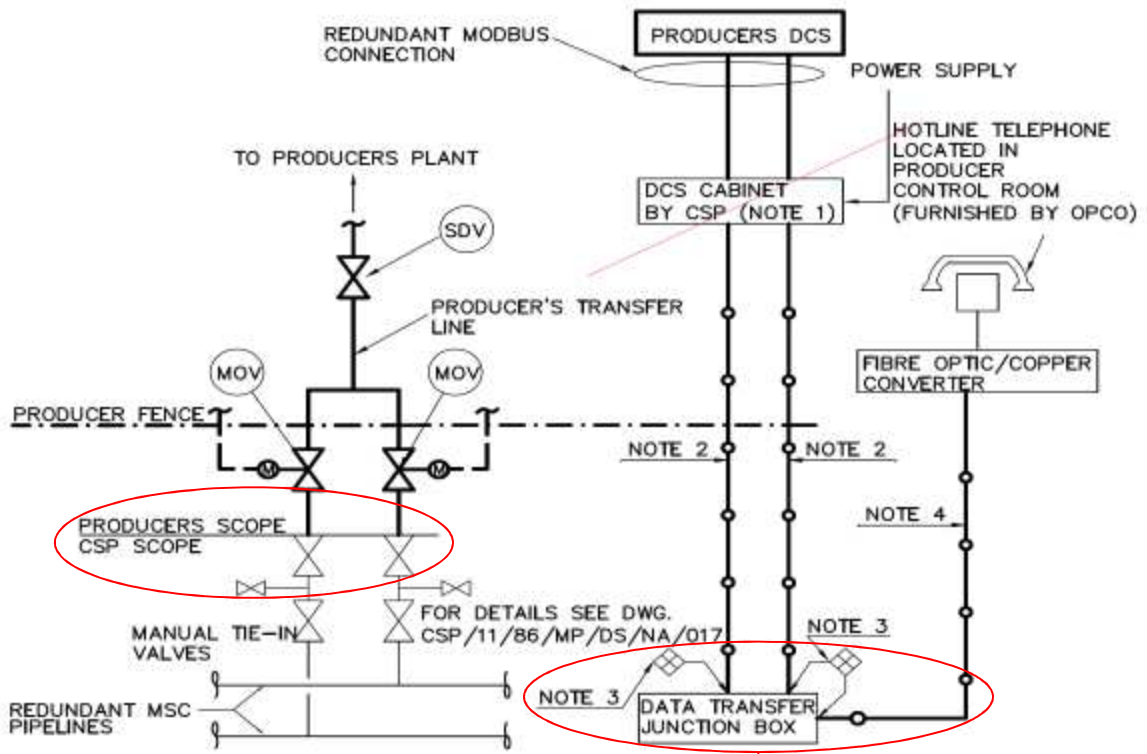 REDUNDANT MODBUS
CONNECTION
PRODUCERS DCS
POWER SUPPLY
HOTLINE TELEPHONE
LOCATED IN
PRODUCER
CONTROL ROOM
(FURNISHED BY OPCO)
TO PRODUCERS PLANT
DCS CABINET
BY CSP (NOTE 1)
SDV
PRODUCER'S TRANSFER
LINE
MOV
MOV
FIBRE OPTIC/COPPER
CONVERTER
PRODUCER FENCE
M
M
NOTE 2
NOTE 2
NOTE 4
PRODUCERS SCOPE
CSP SCOPE
FOR DETAILS SEE DWG.
CSP/11/86/MP/DS/NA/017
MANUAL TIE-IN
VALVES
NOTE 3
NOTE 3
DATA TRANSFER
JUNCTION BOX
REDUNDANT MSC
PIPELINES